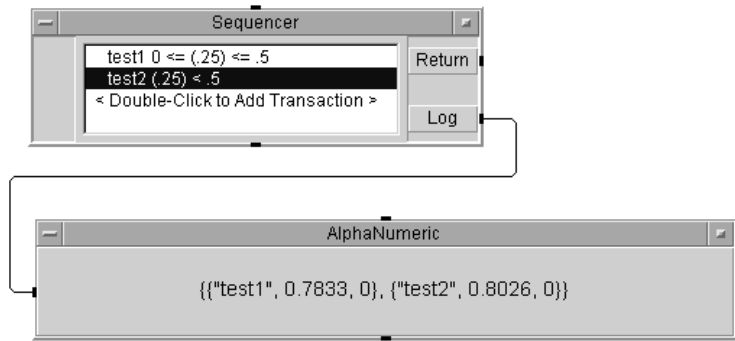 Sequencer
test1 0 <= (.25) <= .5
test2 (.25) < .5
< Double-Click to Add Transaction >
Return
Log
AlphaNumeric
{{"test1", 0.7833, 0}, {"test2", 0.8026, 0}}